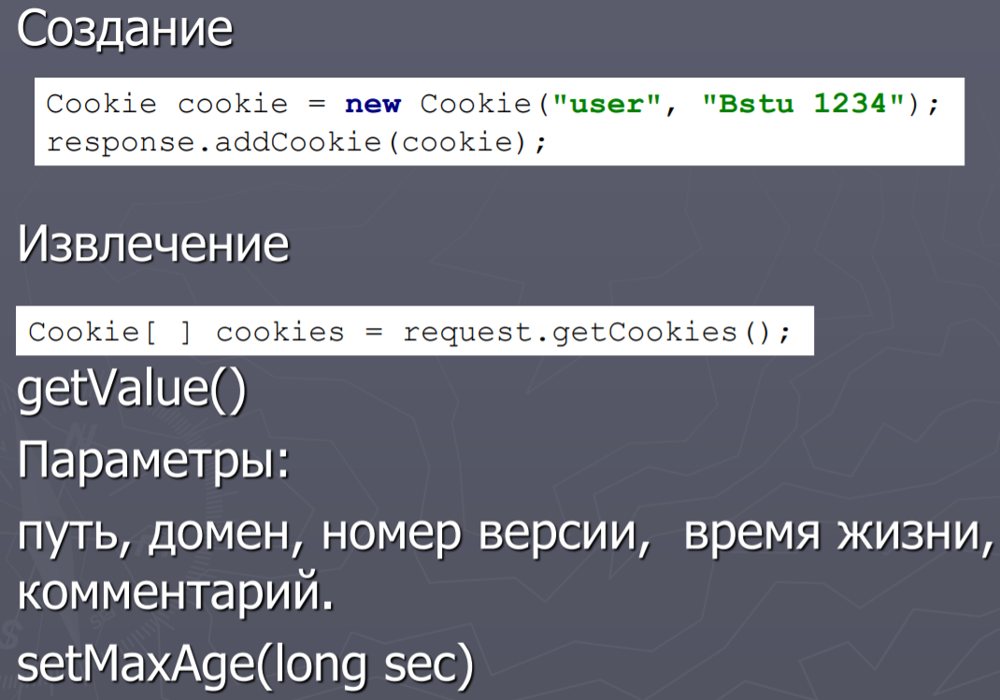 Создание
Cookie cookie = new Cookie("user", "Bstu 1234");
response.addCookie(cookie);
Извлечение
Cookie[ ] cookies = request.getCookies();
getValue()
Параметры:
путь, домен, номер версии, время жизни,
комментарий.
setMaxAge(long sec)